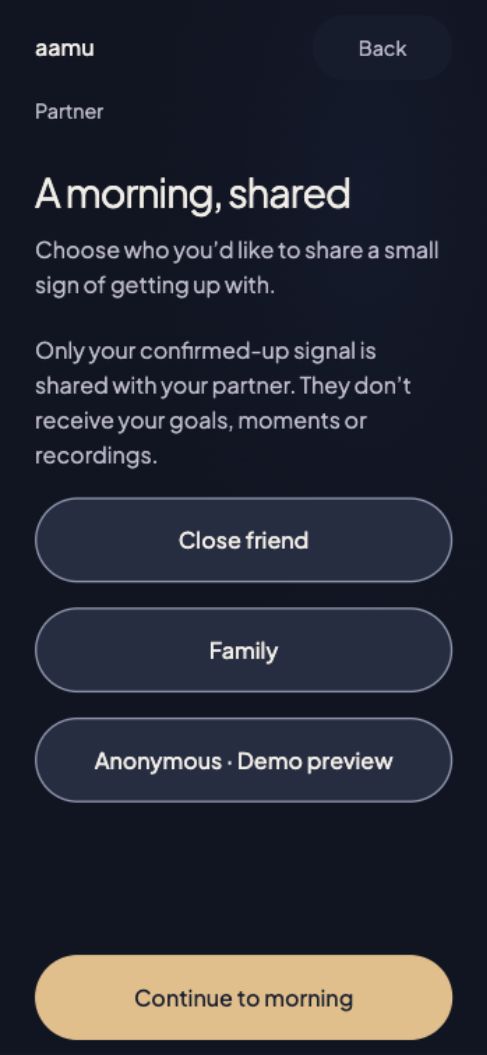 aamu
Back
Partner
A morning, shared
Choose who you’d like to share a small
sign of getting up with.
Only your confirmed-up signal is
shared with your partner. They don’t
receive your goals, moments or
recordings.
Close friend
Family
Anonymous · Demo preview
Continue to morning